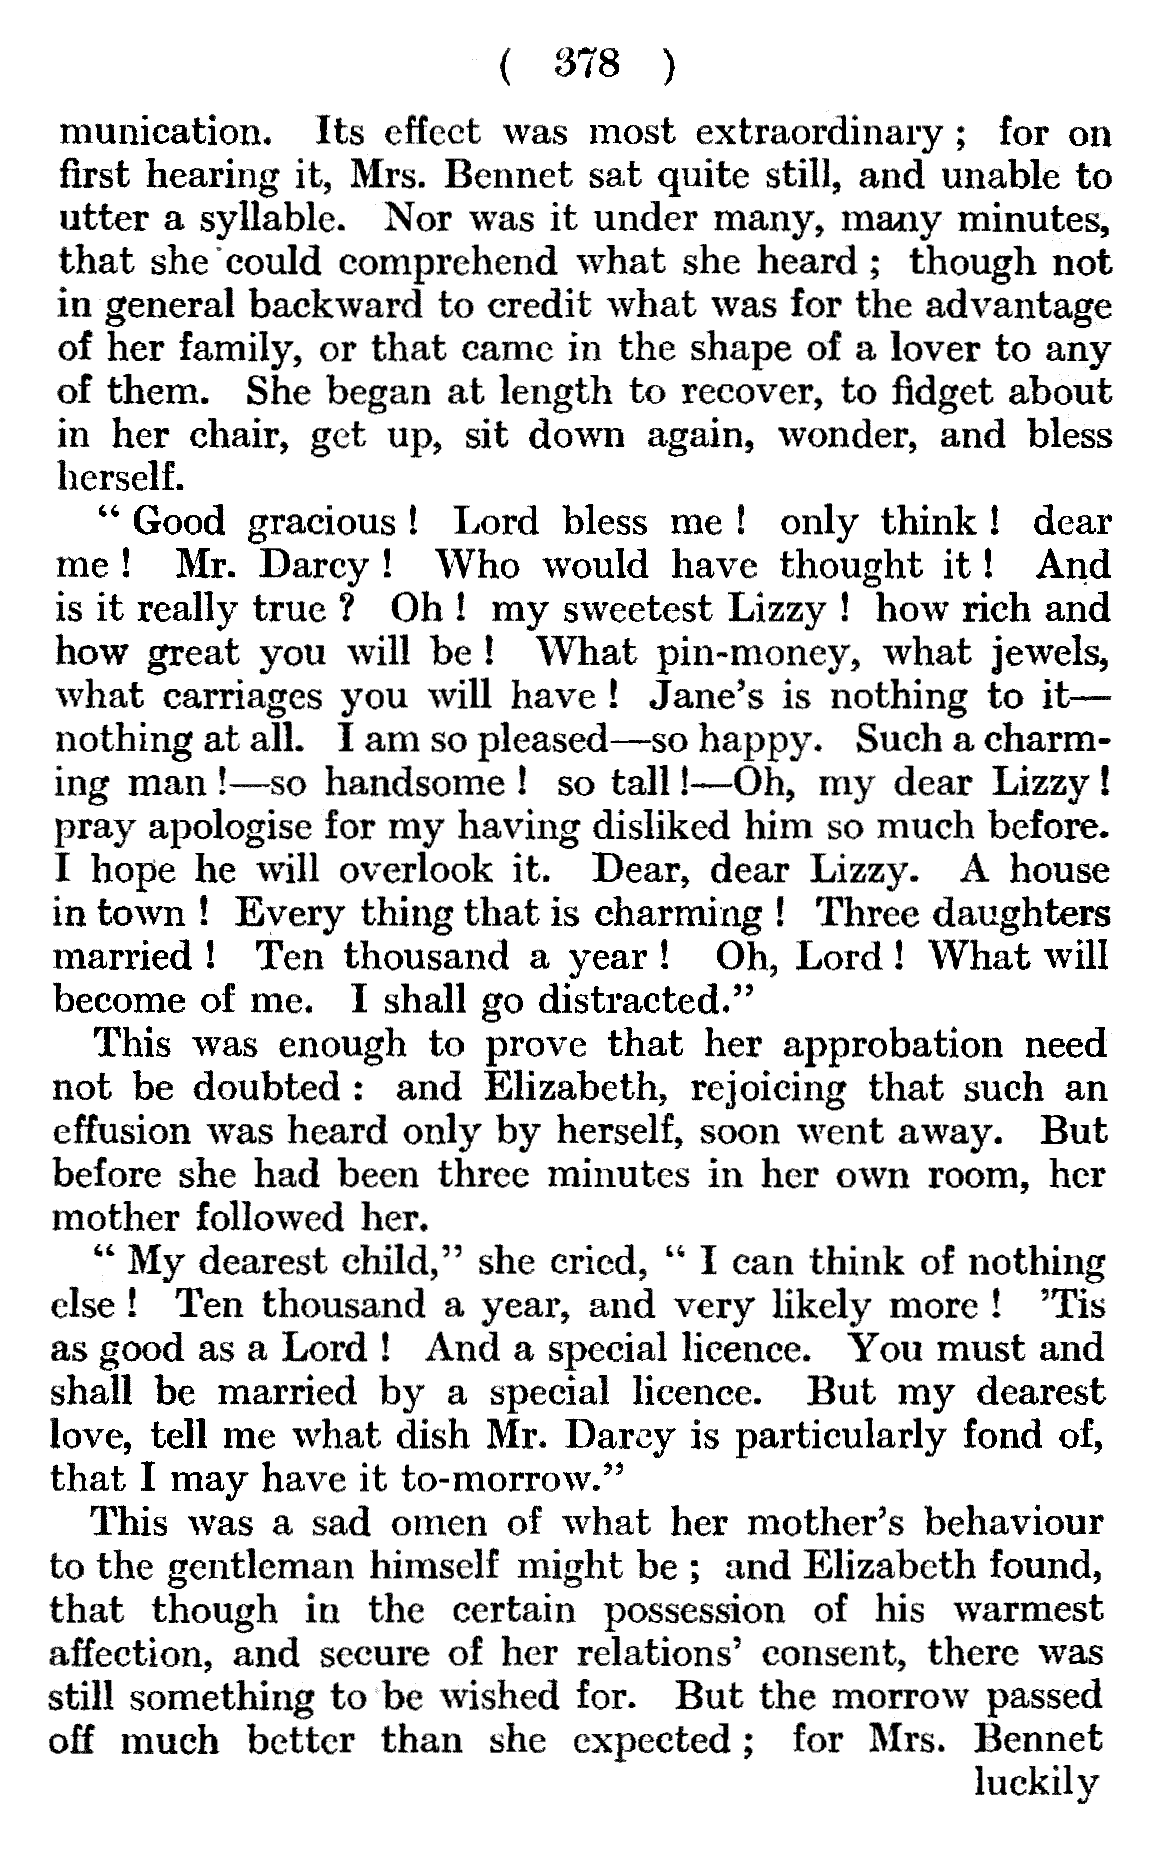 ( 378 )
munication. Its effect was most extraordinary ; for on
first hearing it, Mrs. Bennet sat quite still, and unable to
utter a syllable. Nor was it under many, many minutes,
that she could comprehend what she heard ; though not
in general backward to credit what was for the advantage
of her family, or that came in the shape of a lover to any
of them. She began at length to recover, to fidget about
in her chair, get up, sit down again, wonder, and bless
herself.
“ Good gracious ! Lord bless me ! only think ! dear
me ! Mr. Darcy ! Who would have thought it ! And
is it really true ? Oh ! my sweetest Lizzy ! how rich and
how great you will be ! What pin-money, what jewels,
what carriages you will have ! Jane’s is nothing to it—
nothing at all. I am so pleased—so happy. Such a charm-
ing man !—so handsome ! so tall !—Oh, my dear Lizzy !
pray apologise for my having disliked him so much before.
I hope he will overlook it. Dear, dear Lizzy. A house
in town ! Every thing that is charming ! Three daughters
married ! Ten thousand a year ! Oh, Lord ! What will
become of me. I shall go distracted.”
This was enough to prove that her approbation need
not be doubted : and Elizabeth, rejoicing that such an
effusion was heard only by herself, soon went away. But
before she had been three minutes in her own room, her
mother followed her.
“ My dearest child,” she cried, “ I can think of nothing
else ! Ten thousand a year, and very likely more ! ’Tis
as good as a Lord ! And a special licence. You must and
shall be married by a special licence. But my dearest
love, tell me what dish Mr. Darcy is particularly fond of,
that I may have it to-morrow.”
This was a sad omen of what her mother’s behaviour
to the gentleman himself might be ; and Elizabeth found,
that though in the certain possession of his warmest
affection, and secure of her relations’ consent, there was
still something to be wished for. But the morrow passed
off much better than she expected ; for Mrs. Bennet
luckily